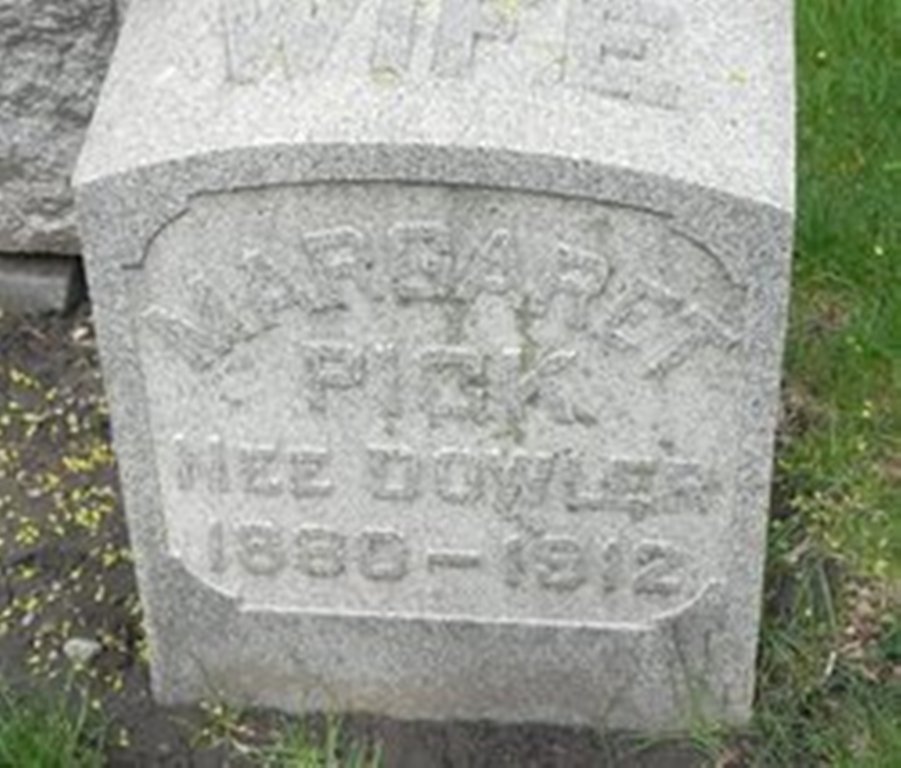 WIFE
MARGARET
PICK
NEE DOWLER
1880-1912